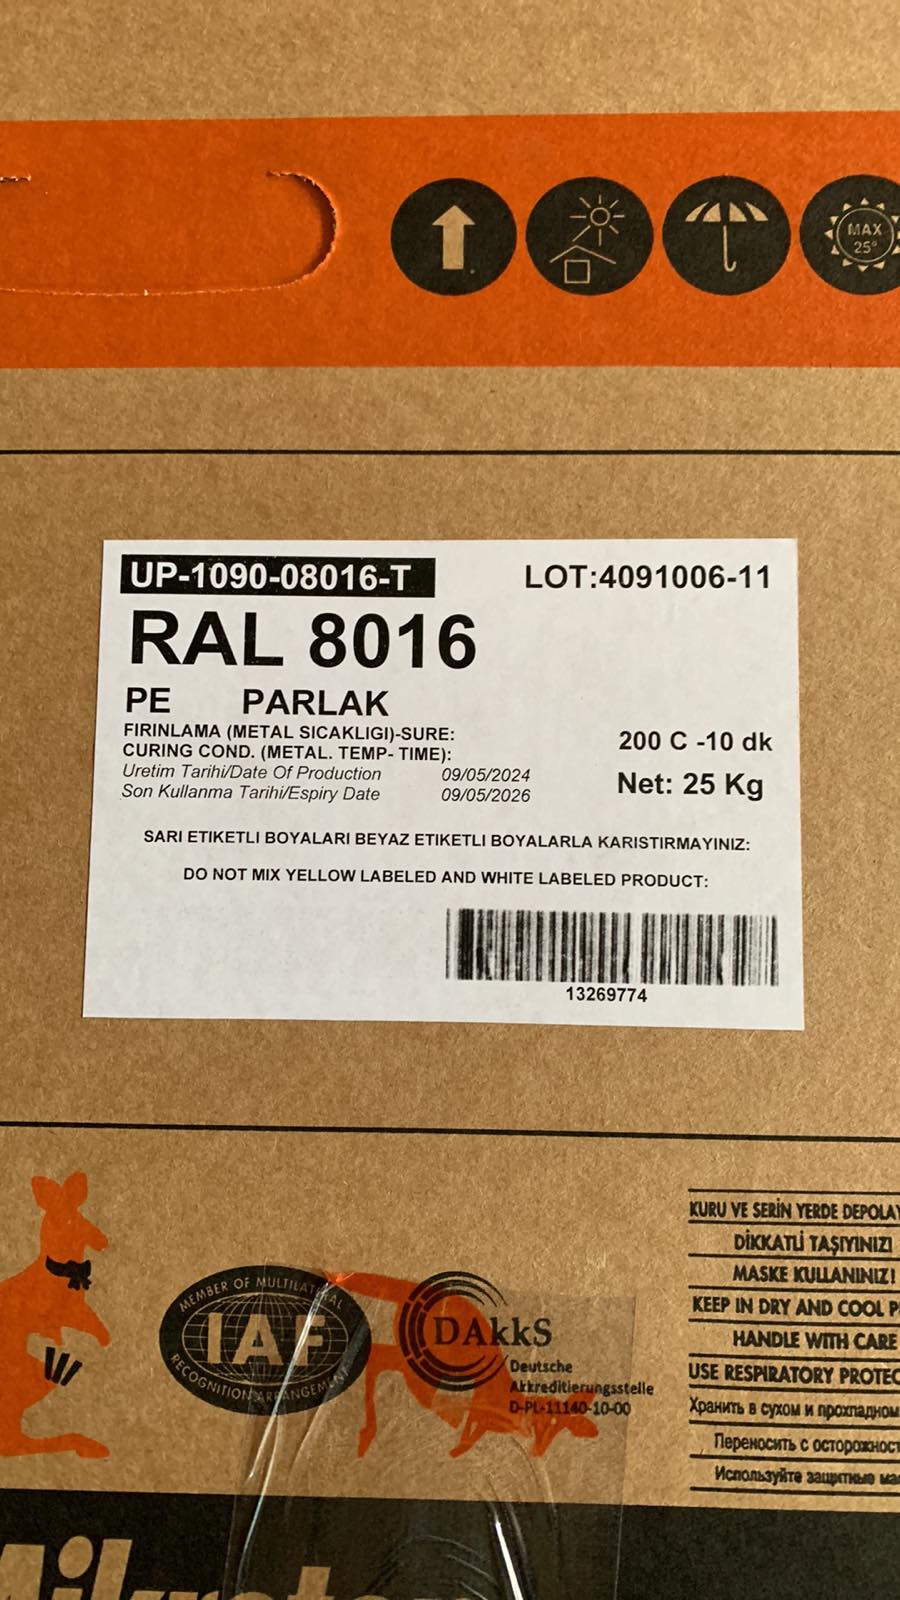 MAX
25°
UP-1090-08016-T
LOT:4091006-11
RAL 8016
PE PARLAK
FIRINLAMA (METAL SICAKLIGI)-SURE:
CURING COND. (METAL. TEMP- TIME):
200 C -10 dk
Uretim Tarihi/Date Of Production 09/05/2024
Son Kullanma Tarihi/Espiry Date 09/05/2026
Net: 25 Kg
SARI ETIKETLI BOYALARI BEYAZ ETIKETLI BOYALARLA KARISTIRMAYINIZ:
DO NOT MIX YELLOW LABELED AND WHITE LABELED PRODUCT:
13269774
MEMBER OF MULTILATERAL
IAF
RECOGNITION ARRANGEMENT
DAkkS
Deutsche
Akkreditierungsstelle
D-PL-11140-10-00
KURU VE SERİN YERDE
DİKKATLİ TAŞIYINIZ!
MASKE KULLANINIZ!
KEEP IN DRY AND COOL
HANDLE WITH CARE
USE RESPIRATORY
Хранить в сухом и
Переносить с
Используйте защитные